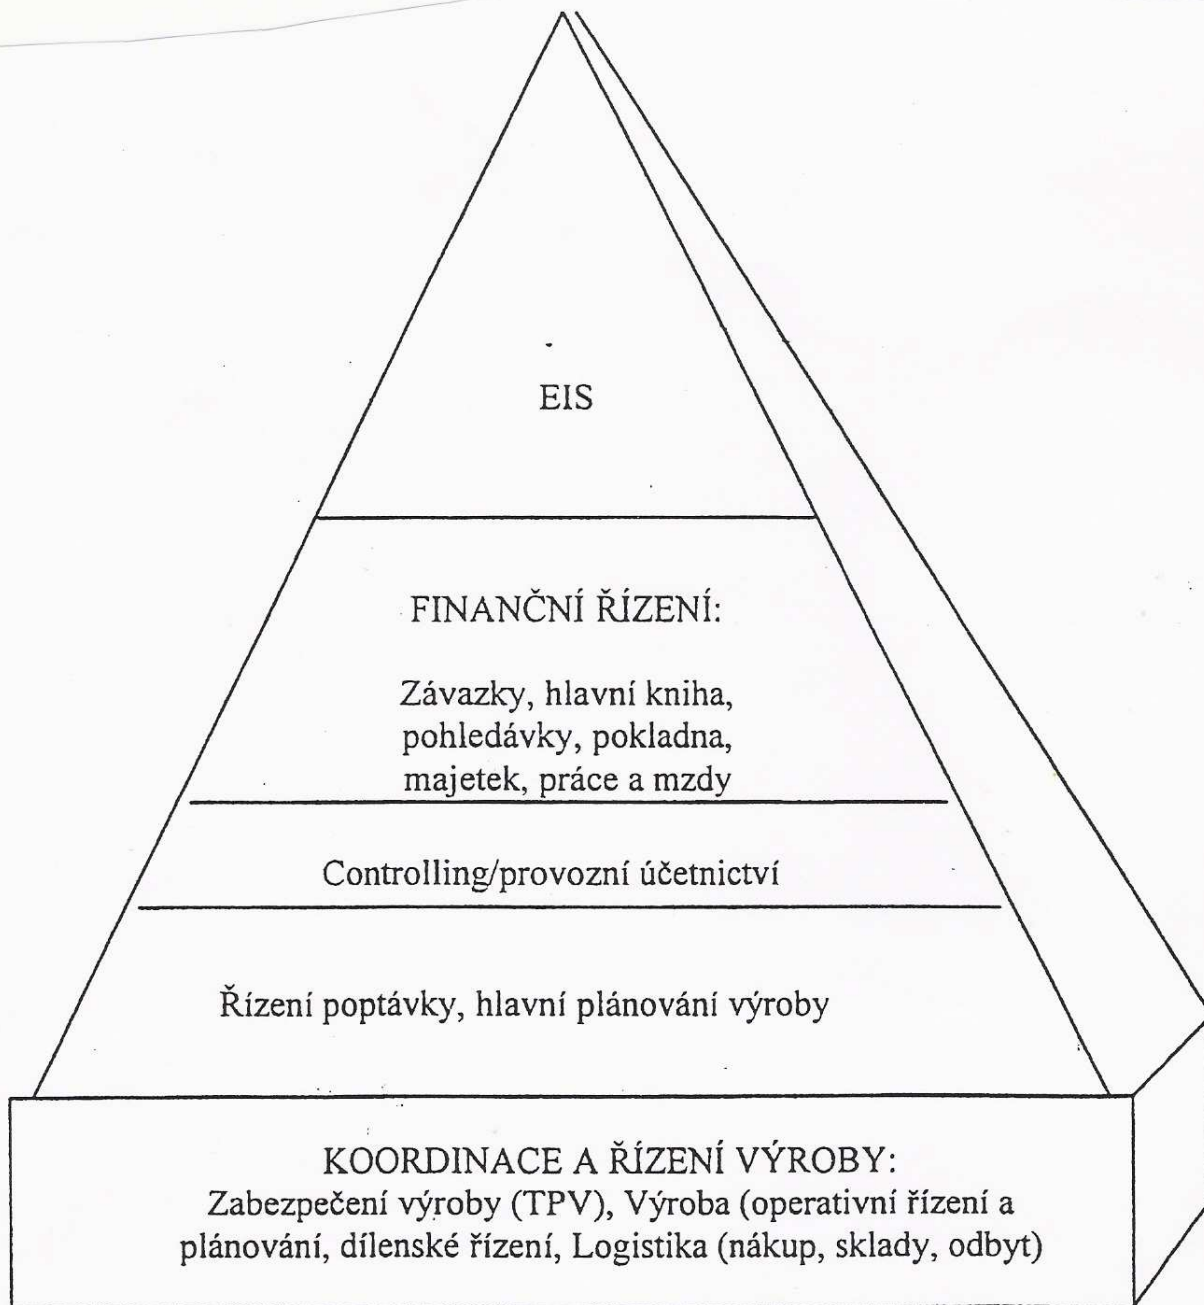 EIS
FINANČNÍ ŘÍZENÍ:
Závazky, hlavní kniha,
pohledávky, pokladna,
majetek, práce a mzdy
Controlling/provozní účetnictví
Řízení poptávky, hlavní plánování výroby
KOORDINACE A ŘÍZENÍ VÝROBY:
Zabezpečení výroby (TPV), Výroba (operativní řízení a
plánování, dílenské řízení, Logistika (nákup, sklady, odbyt)